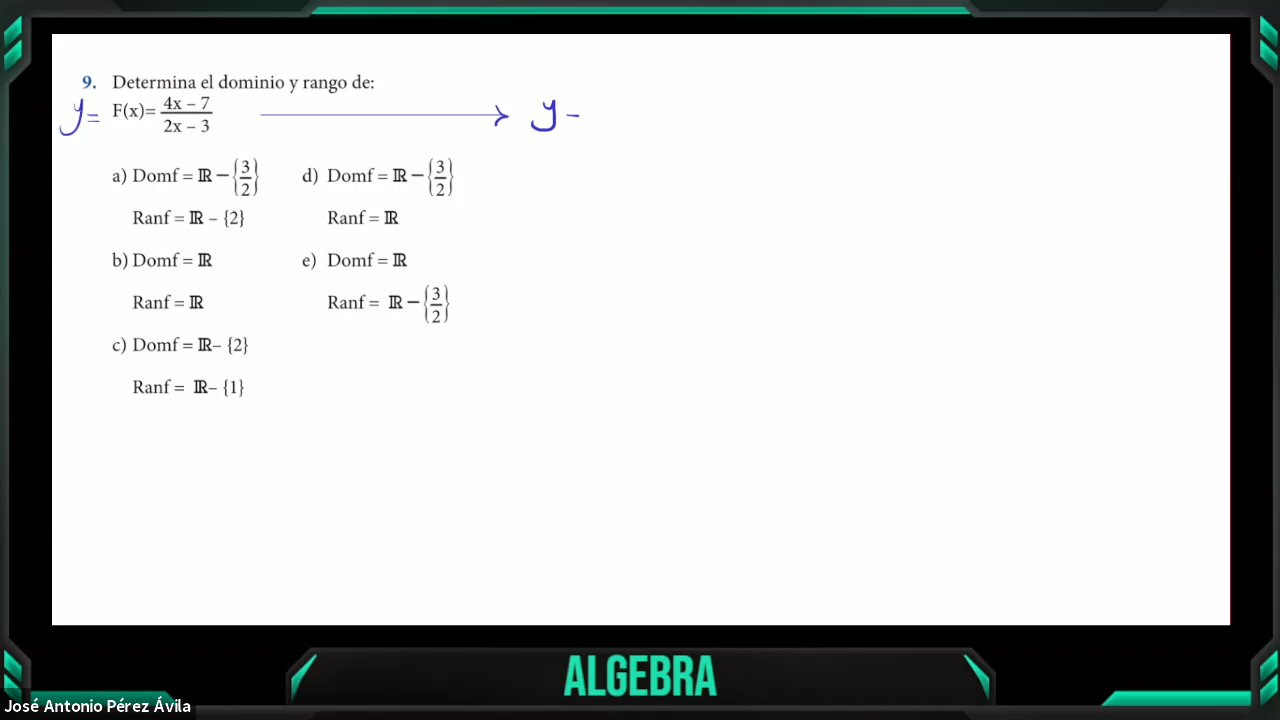 9. Determina el dominio y rango de:
y= F(x)= 4x – 7 / 2x – 3 → y -
a) Domf = ℝ – {3/2}
Ranf = ℝ – {2}
b) Domf = ℝ
Ranf = ℝ
c) Domf = ℝ– {2}
Ranf = ℝ– {1}
d) Domf = ℝ – {3/2}
Ranf = ℝ
e) Domf = ℝ
Ranf = ℝ – {3/2}
ALGEBRA
José Antonio Pérez Ávila